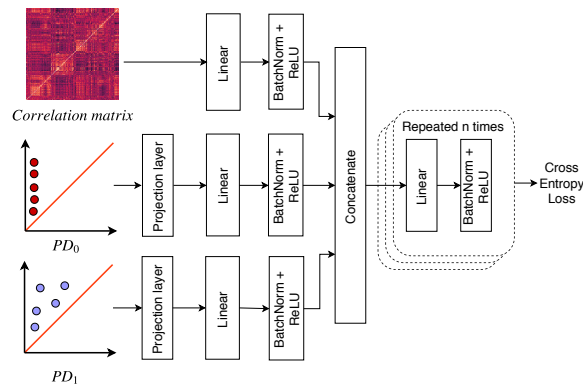 Linear
BatchNorm +
ReLU
Correlation matrix
Projection layer
Linear
BatchNorm +
ReLU
PD0
Concatenate
Repeated n times
Linear
BatchNorm +
ReLU
Cross
Entropy
Loss
Projection layer
Linear
BatchNorm +
ReLU
PD1